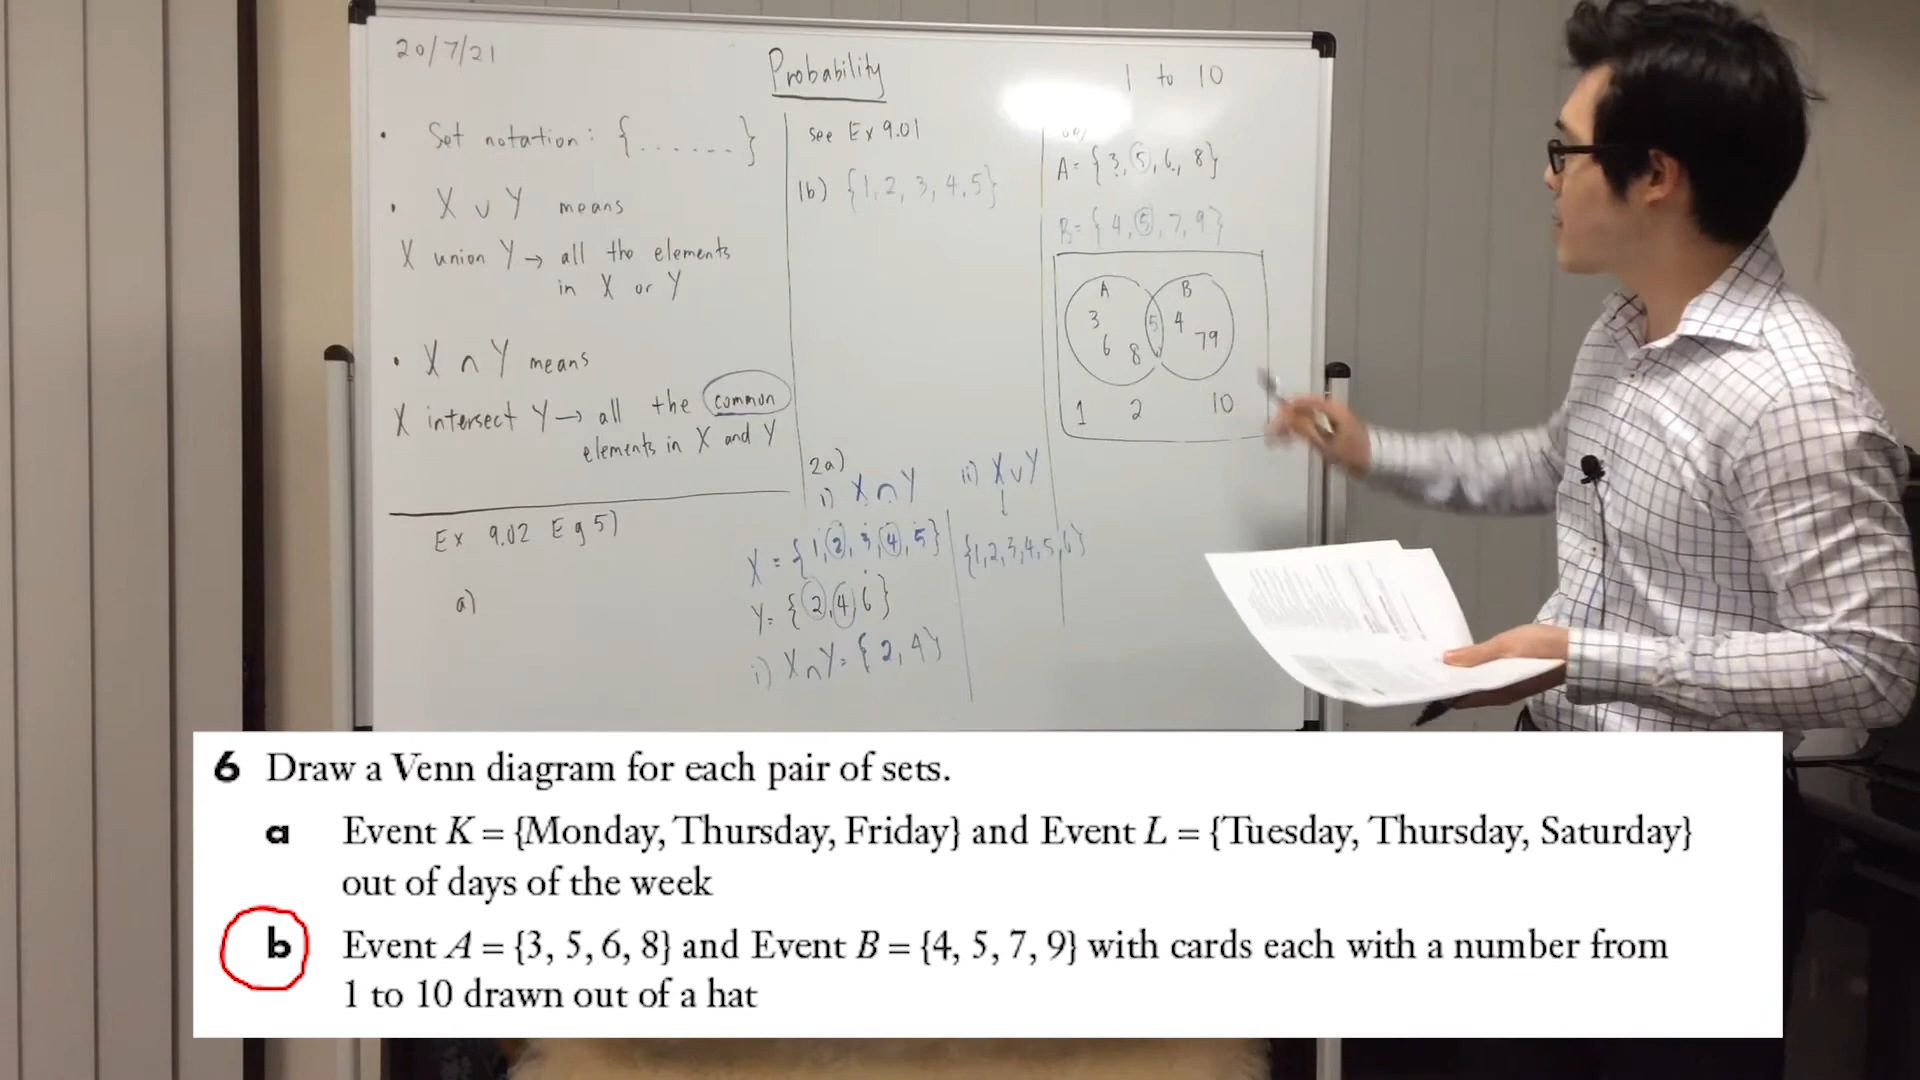 20/7/21
Probability
1 to 10
• Set notation: {......}
• X ∪ Y means
X union Y → all the elements
in X or Y
• X ∩ Y means
X intersect Y → all the common
elements in X and Y
Ex 9.02 Eg 5)
a)
see Ex 9.01
1b) {1, 2, 3, 4, 5}
2a)
i) X ∩ Y
ii) X ∪ Y
X = {1, 2, 3, 4, 5}
{1,2,3,4,5,6}
Y = {2, 4, 6}
i) X ∩ Y = {2, 4}
A = {3, 5, 6, 8}
B = {4, 5, 7, 9}
A B
3 5 4
6 8 7 9
1 2 10
6 Draw a Venn diagram for each pair of sets.
a Event K = {Monday, Thursday, Friday} and Event L = {Tuesday, Thursday, Saturday}
out of days of the week
b Event A = {3, 5, 6, 8} and Event B = {4, 5, 7, 9} with cards each with a number from
1 to 10 drawn out of a hat